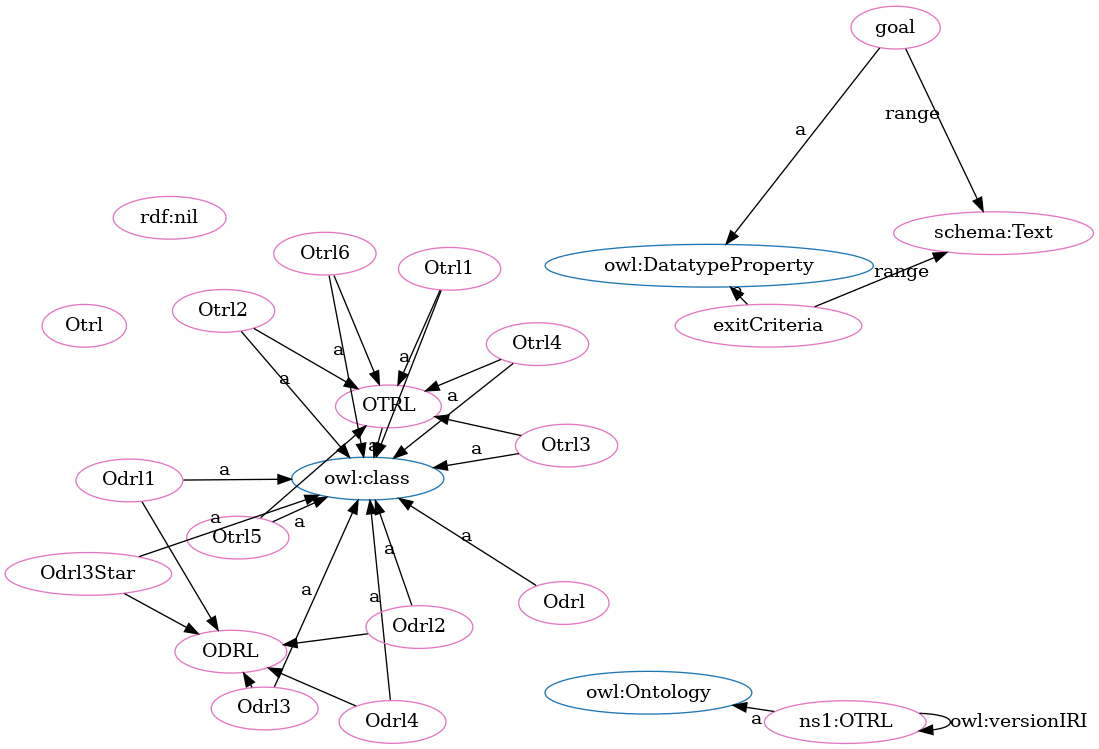 goal
a
range
rdf:nil
schema:Text
Otrl6
Otrl1
owl:DatatypeProperty
range
a
Otrl2
Otrl
exitCriteria
Otrl4
a
a
a
a
OTRL
Otrl3
a
a
Odrl1
a
owl:class
a
Otrl5
a
a
a
Odrl3Star
a
a
Odrl
Odrl2
ODRL
owl:Ontology
Odrl3
Odrl4
a
ns1:OTRL
owl:versionIRI